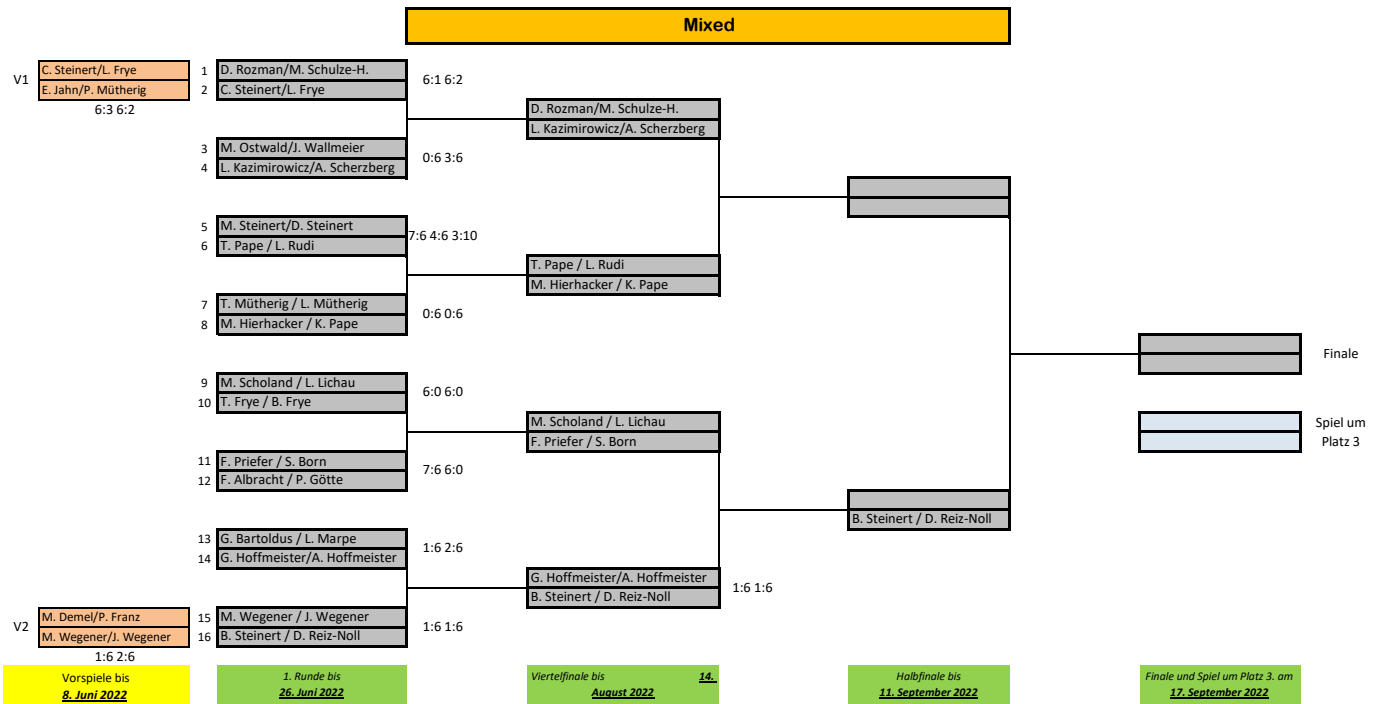 Mixed
V1
C. Steinert/L. Frye
E. Jahn/P. Mütherig
6:3 6:2
1 D. Rozman/M. Schulze-H.
2 C. Steinert/L. Frye
6:1 6:2
3 M. Ostwald/J. Wallmeier
4 L. Kazimirowicz/A. Scherzberg
0:6 3:6
5 M. Steinert/D. Steinert
6 T. Pape / L. Rudi
7:6 4:6 3:10
7 T. Mütherig / L. Mütherig
8 M. Hierhacker / K. Pape
0:6 0:6
9 M. Scholand / L. Lichau
10 T. Frye / B. Frye
6:0 6:0
11 F. Priefer / S. Born
12 F. Albracht / P. Götte
7:6 6:0
13 G. Bartoldus / L. Marpe
14 G. Hoffmeister/A. Hoffmeister
1:6 2:6
V2
M. Demel/P. Franz
M. Wegener/J. Wegener
1:6 2:6
15 M. Wegener / J. Wegener
16 B. Steinert / D. Reiz-Noll
1:6 1:6
D. Rozman/M. Schulze-H.
L. Kazimirowicz/A. Scherzberg
T. Pape / L. Rudi
M. Hierhacker / K. Pape
M. Scholand / L. Lichau
F. Priefer / S. Born
G. Hoffmeister/A. Hoffmeister
B. Steinert / D. Reiz-Noll
1:6 1:6
B. Steinert / D. Reiz-Noll
Finale
Spiel um
Platz 3
Vorspiele bis
8. Juni 2022
1. Runde bis
26. Juni 2022
Viertelfinale bis 14.
August 2022
Halbfinale bis
11. September 2022
Finale und Spiel um Platz 3. am
17. September 2022